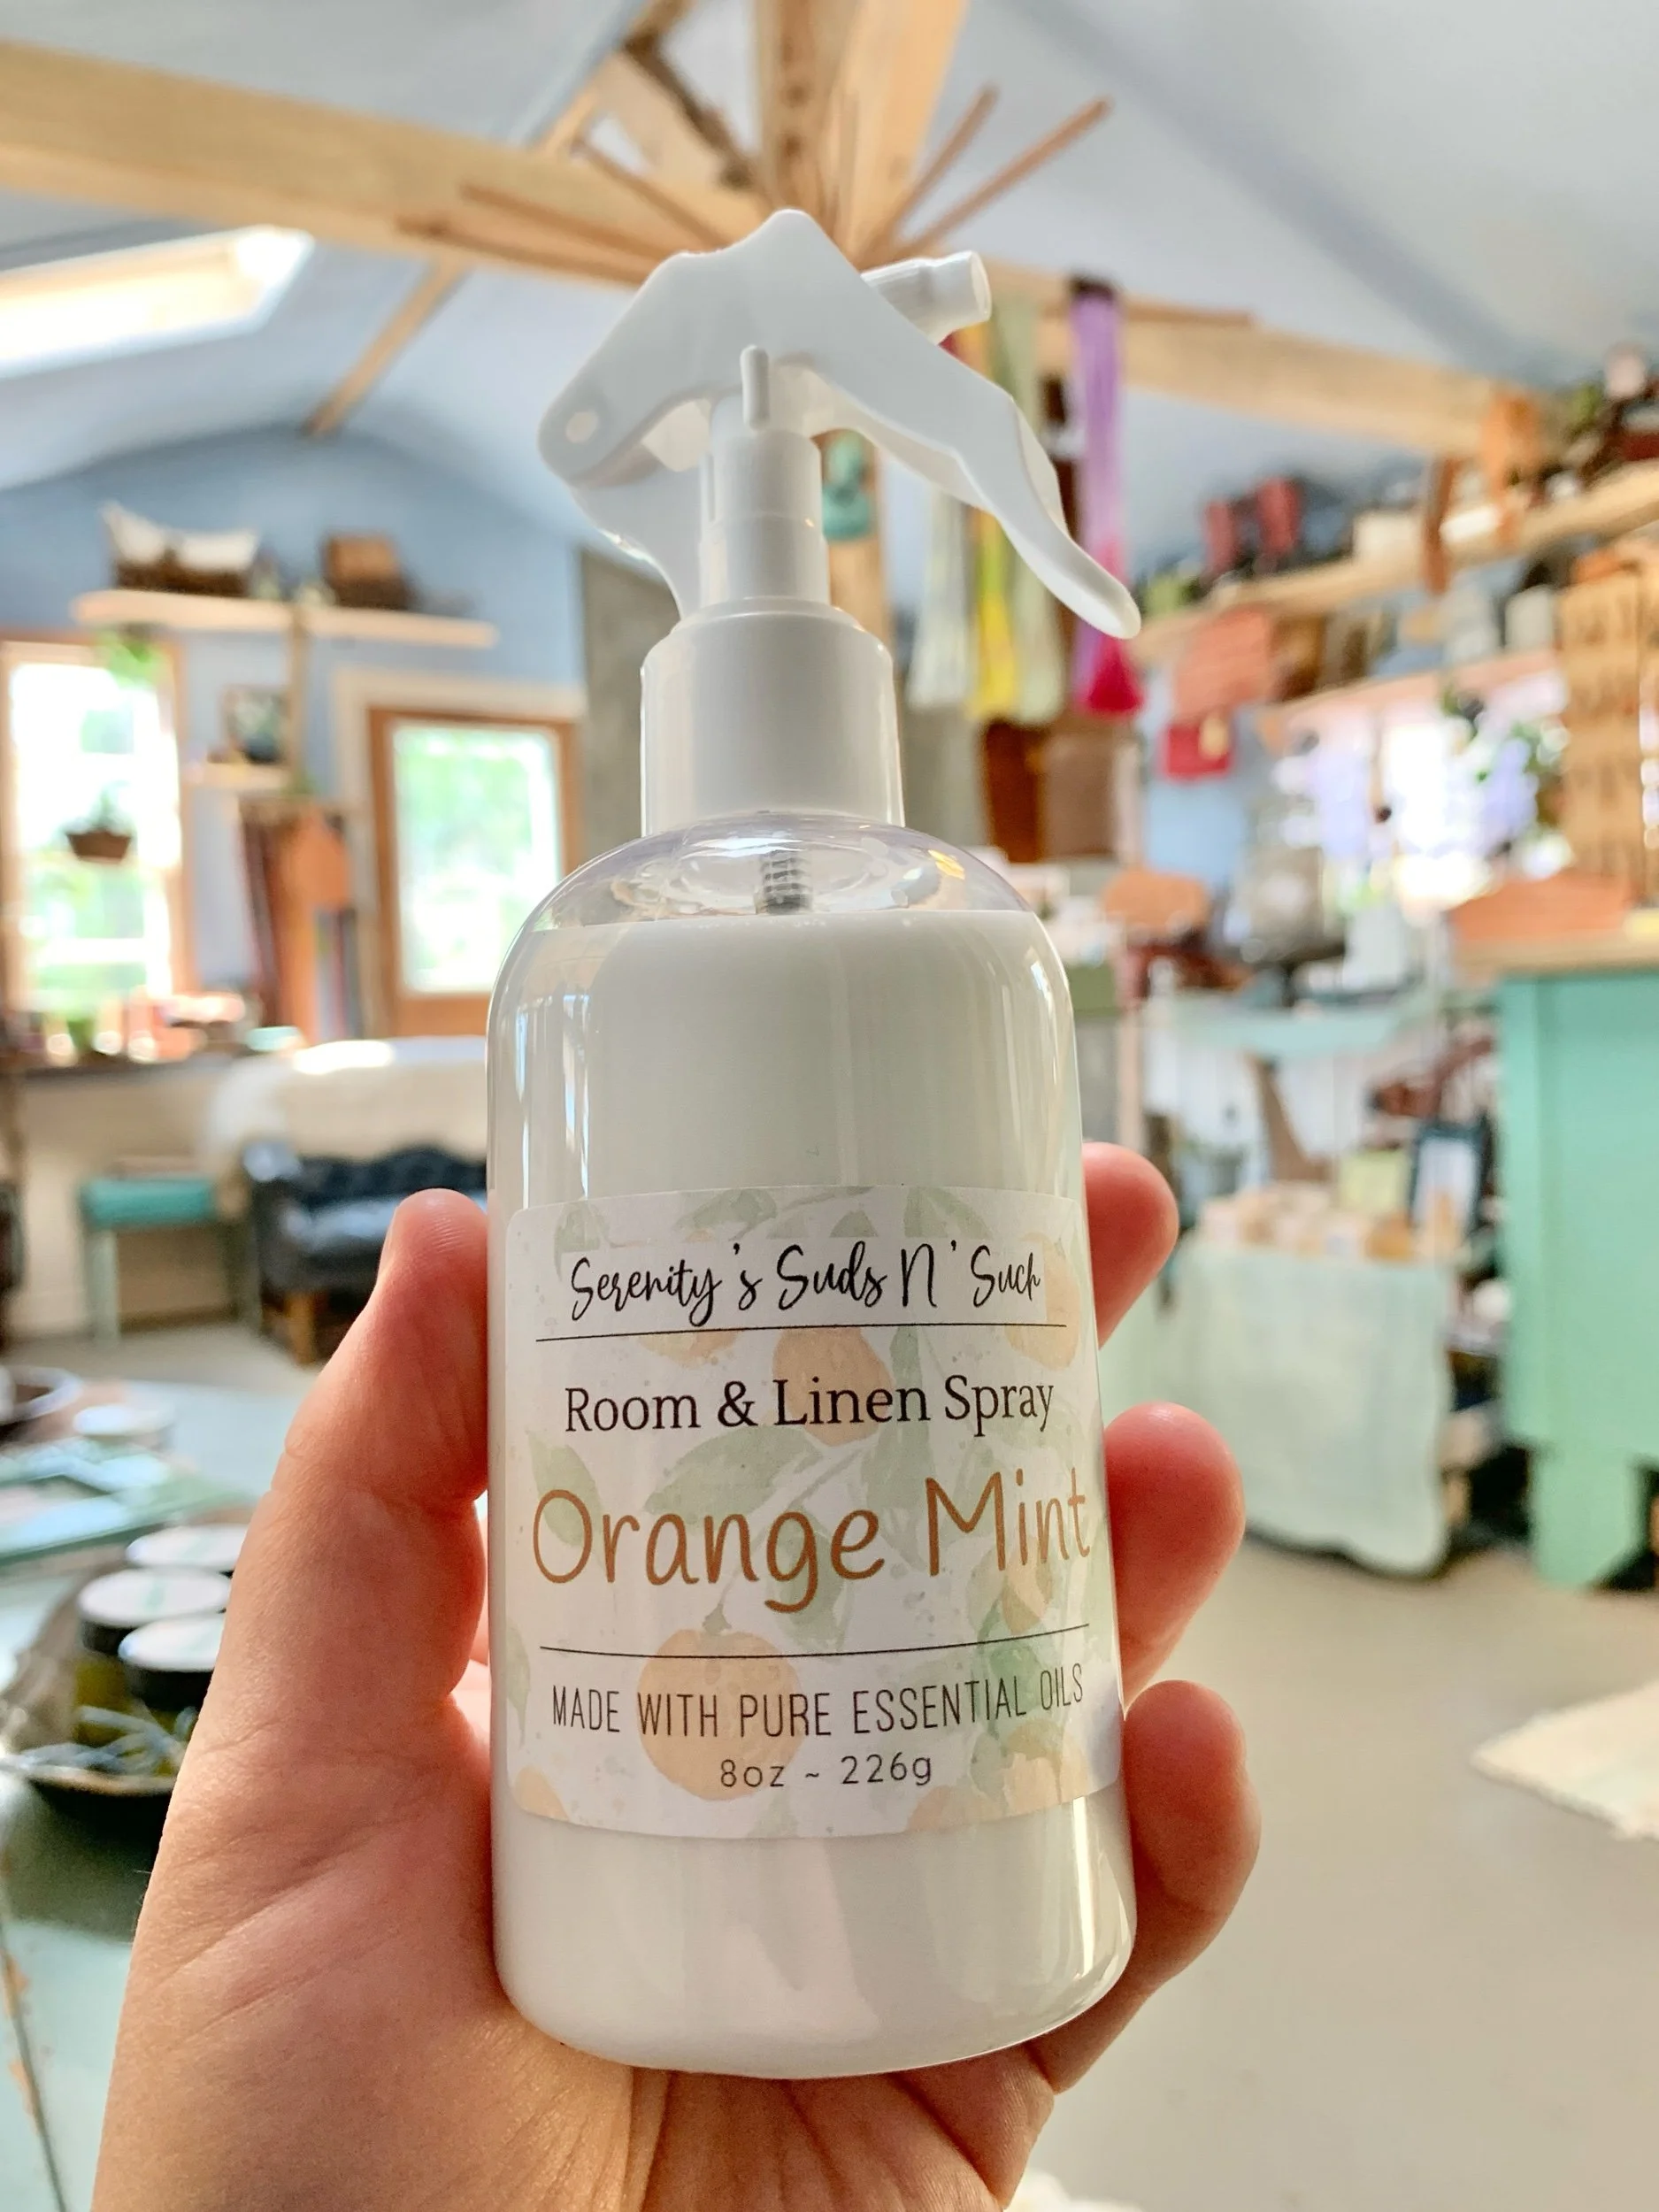 Serenity's Suds N' Such
Room & Linen Spray
Orange Mint
MADE WITH PURE ESSENTIAL OILS
8oz ~ 226g